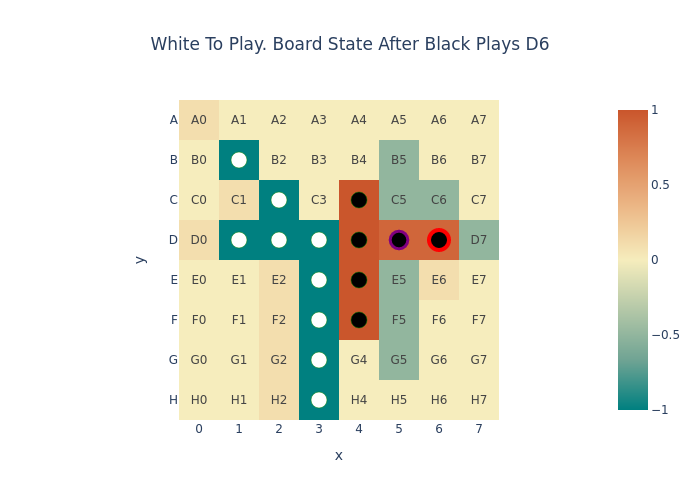 White To Play. Board State After Black Plays D6
A A0 A1 A2 A3 A4 A5 A6 A7
B B0 B2 B3 B4 B5 B6 B7
C C0 C1 C3 C5 C6 C7
D D0 D7
E E0 E1 E2 E5 E6 E7
F F0 F1 F2 F5 F6 F7
G G0 G1 G2 G4 G5 G6 G7
H H0 H1 H2 H4 H5 H6 H7
0 1 2 3 4 5 6 7
x
y
1
0.5
0
−0.5
−1